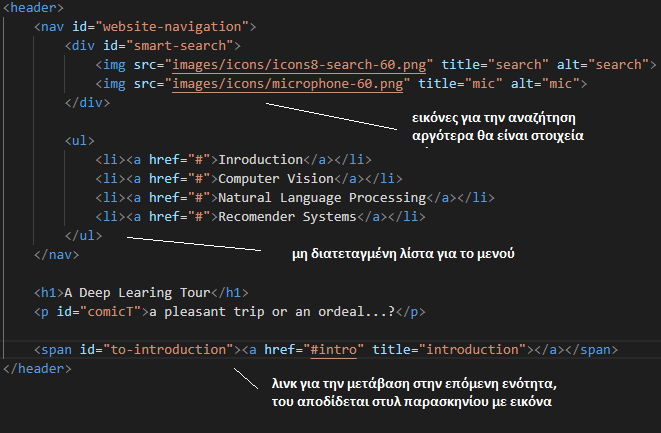 <header>
<nav id="website-navigation">
<div id="smart-search">
<img src="images/icons/icons8-search-60.png" title="search" alt="search">
<img src="images/icons/microphone-60.png" title="mic" alt="mic">
</div>
εικόνες για την αναζήτηση
αργότερα θα είναι στοιχεία
<ul>
<li><a href="#">Inroduction</a></li>
<li><a href="#">Computer Vision</a></li>
<li><a href="#">Natural Language Processing</a></li>
<li><a href="#">Recomender Systems</a></li>
</ul>
μη διατεταγμένη λίστα για το μενού
</nav>
<h1>A Deep Learing Tour</h1>
<p id="comicT">a pleasant trip or an ordeal...?</p>
<span id="to-introduction"><a href="#intro" title="introduction"></a></span>
</header>
λινκ για την μετάβαση στην επόμενη ενότητα,
του αποδίδεται στυλ παρασκηνίου με εικόνα